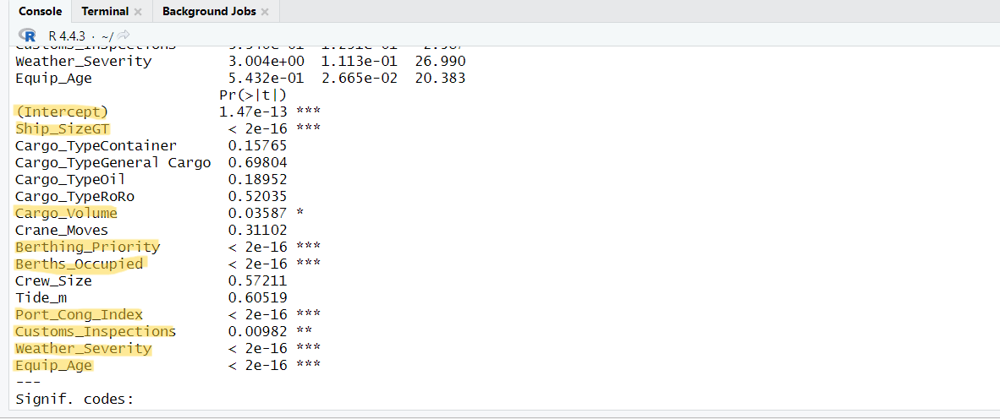 Console Terminal × Background Jobs ×
R R 4.4.3 · ~/
Weather_Severity 3.004e+00 1.113e-01 26.990
Equip_Age 5.432e-01 2.665e-02 20.383
Pr(>|t|)
(Intercept) 1.47e-13 ***
Ship_SizeGT < 2e-16 ***
Cargo_TypeContainer 0.15765
Cargo_TypeGeneral Cargo 0.69804
Cargo_TypeOil 0.18952
Cargo_TypeRoRo 0.52035
Cargo_Volume 0.03587 *
Crane_Moves 0.31102
Berthing_Priority < 2e-16 ***
Berths_Occupied < 2e-16 ***
Crew_Size 0.57211
Tide_m 0.60519
Port_Cong_Index < 2e-16 ***
Customs_Inspections 0.00982 **
Weather_Severity < 2e-16 ***
Equip_Age < 2e-16 ***
---
Signif. codes: